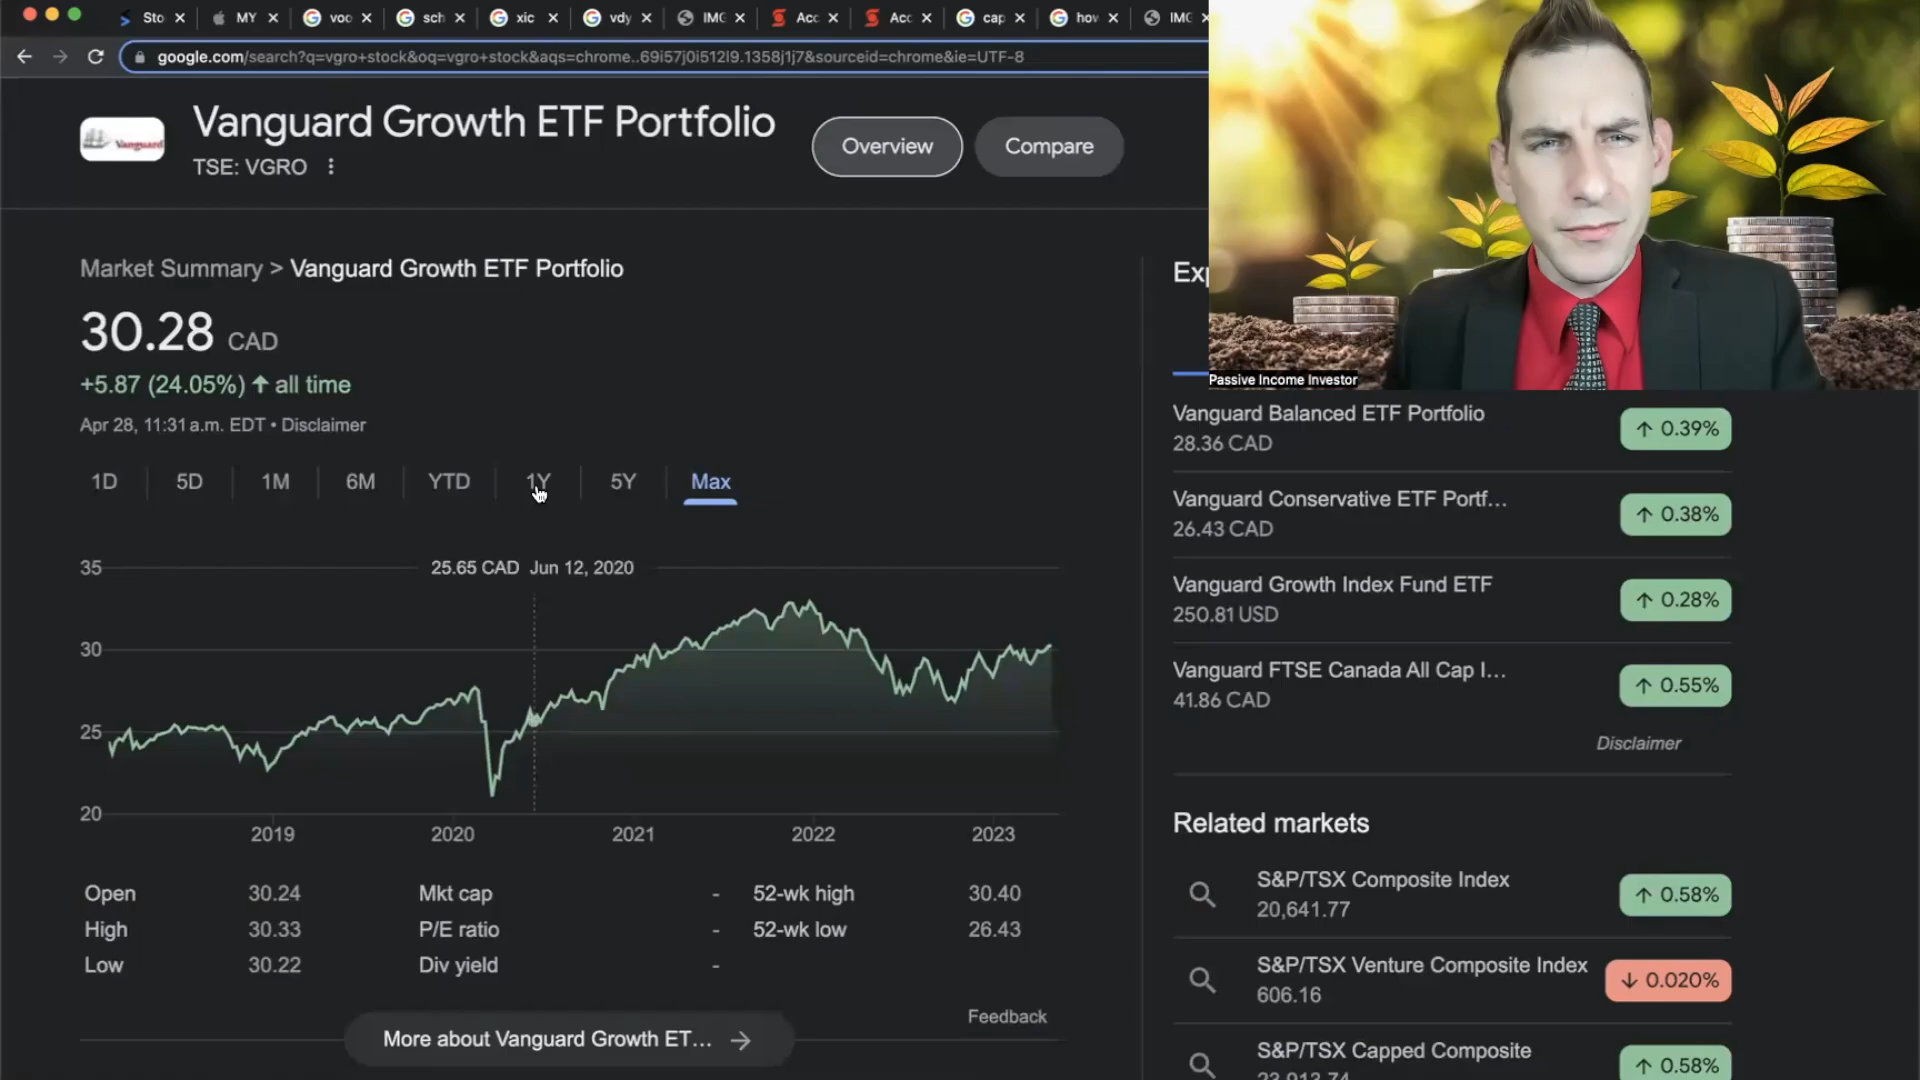 Sto
MY
voo
sch
xic
vdy
IMG
Acc
Acc
cap
how
IMG
google.com/search?q=vgro+stock&oq=vgro+stock&aqs=chrome..69i57j0i512l9.1358j1j7&sourceid=chrome&ie=UTF-8
Vanguard
Vanguard Growth ETF Portfolio
TSE: VGRO
Overview
Compare
Market Summary > Vanguard Growth ETF Portfolio
30.28 CAD
+5.87 (24.05%) ↑ all time
Apr 28, 11:31 a.m. EDT • Disclaimer
1D 5D 1M 6M YTD 1Y 5Y Max
25.65 CAD Jun 12, 2020
35
30
25
20
2019 2020 2021 2022 2023
Open 30.24 Mkt cap - 52-wk high 30.40
High 30.33 P/E ratio - 52-wk low 26.43
Low 30.22 Div yield -
Feedback
More about Vanguard Growth ET... →
Passive Income Investor
Vanguard Balanced ETF Portfolio
28.36 CAD
↑ 0.39%
Vanguard Conservative ETF Portf...
26.43 CAD
↑ 0.38%
Vanguard Growth Index Fund ETF
250.81 USD
↑ 0.28%
Vanguard FTSE Canada All Cap I...
41.86 CAD
↑ 0.55%
Disclaimer
Related markets
S&P/TSX Composite Index
20,641.77
↑ 0.58%
S&P/TSX Venture Composite Index
606.16
↓ 0.020%
S&P/TSX Capped Composite
↑ 0.58%